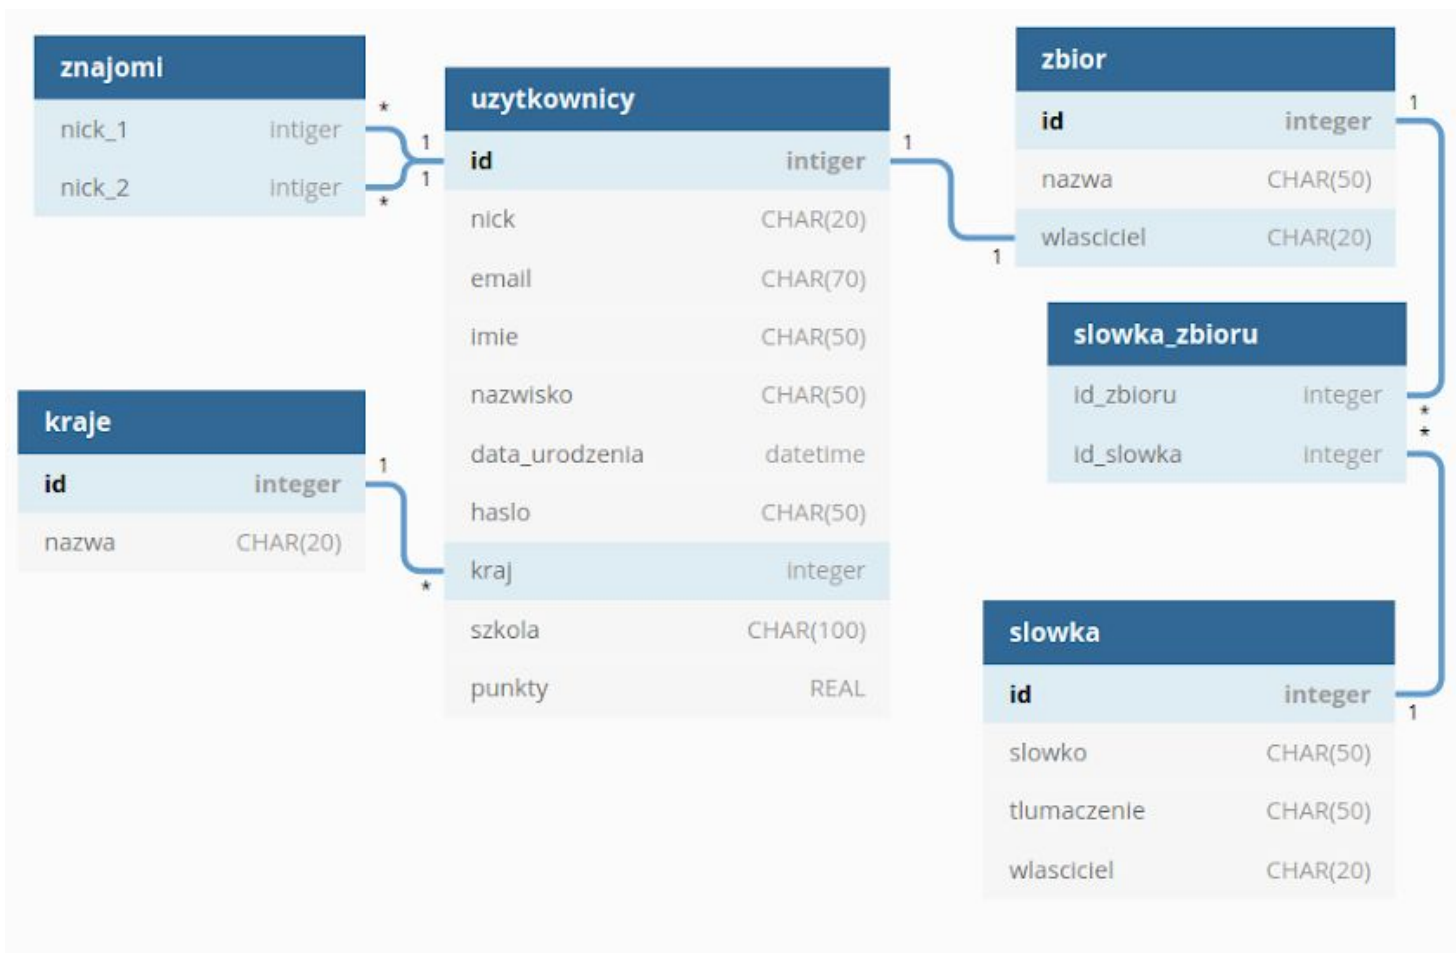 znajomi
nick_1 intiger
nick_2 intiger
*
*
1
1
uzytkownicy
id intiger
nick CHAR(20)
email CHAR(70)
imie CHAR(50)
nazwisko CHAR(50)
data_urodzenia datetime
haslo CHAR(50)
kraj integer
szkola CHAR(100)
punkty REAL
1
1
kraje
id integer
nazwa CHAR(20)
1
*
zbior
id integer
nazwa CHAR(50)
wlasciciel CHAR(20)
1
slowka_zbioru
id_zbioru integer
id_slowka integer
*
*
slowka
id integer
slowko CHAR(50)
tlumaczenie CHAR(50)
wlasciciel CHAR(20)
1